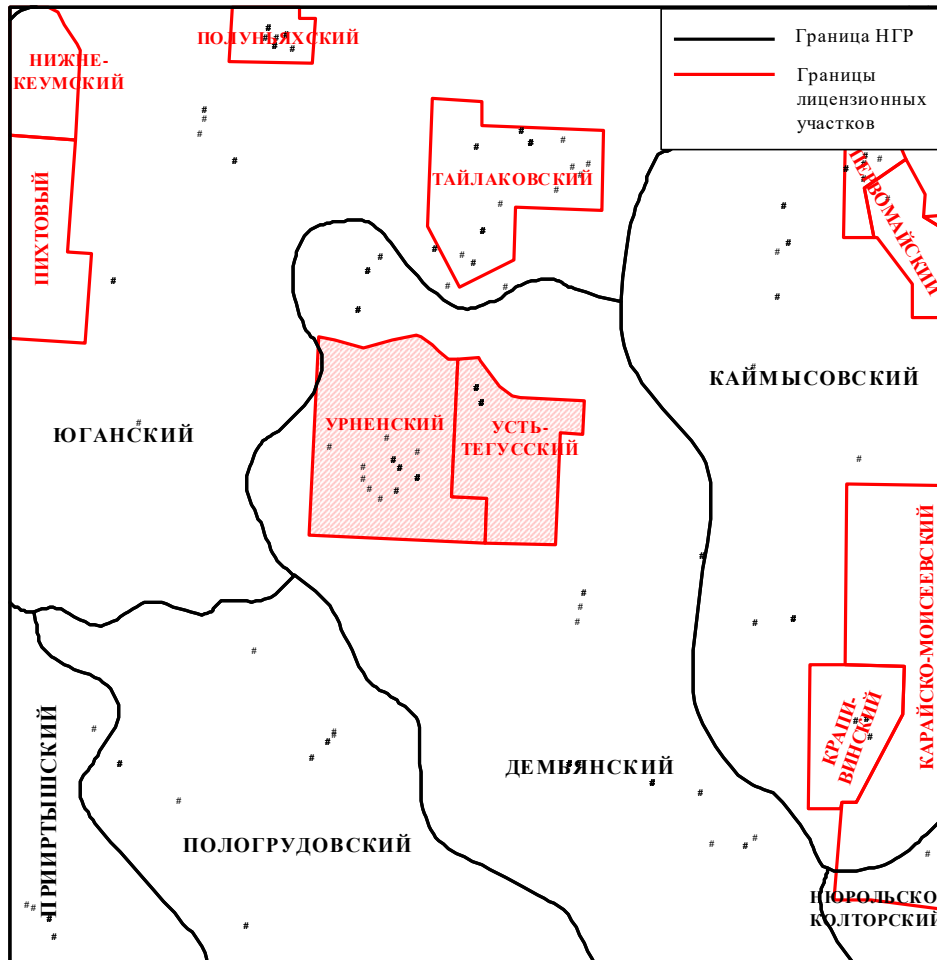 ПОЛУНЬЯХСКИЙ
Граница НГР
НИЖНЕ-
КЕУМСКИЙ
Границы
лицензионных
участков
ТАЙЛАКОВСКИЙ
ПЕРВОМАЙСКИЙ
ПИХТОВЫЙ
КАЙМЫСОВСКИЙ
УРНЕНСКИЙ
УСТЬ-
ТЕГУССКИЙ
ЮГАНСКИЙ
КАРАЙСКО-МОИСЕЕВСКИЙ
КРАПИ-
ВИНСКИЙ
ПРИИРТЫШСКИЙ
ДЕМЬЯНСКИЙ
ПОЛОГРУДОВСКИЙ
НЮРОЛЬСКО
КОЛТОРСКИЙ